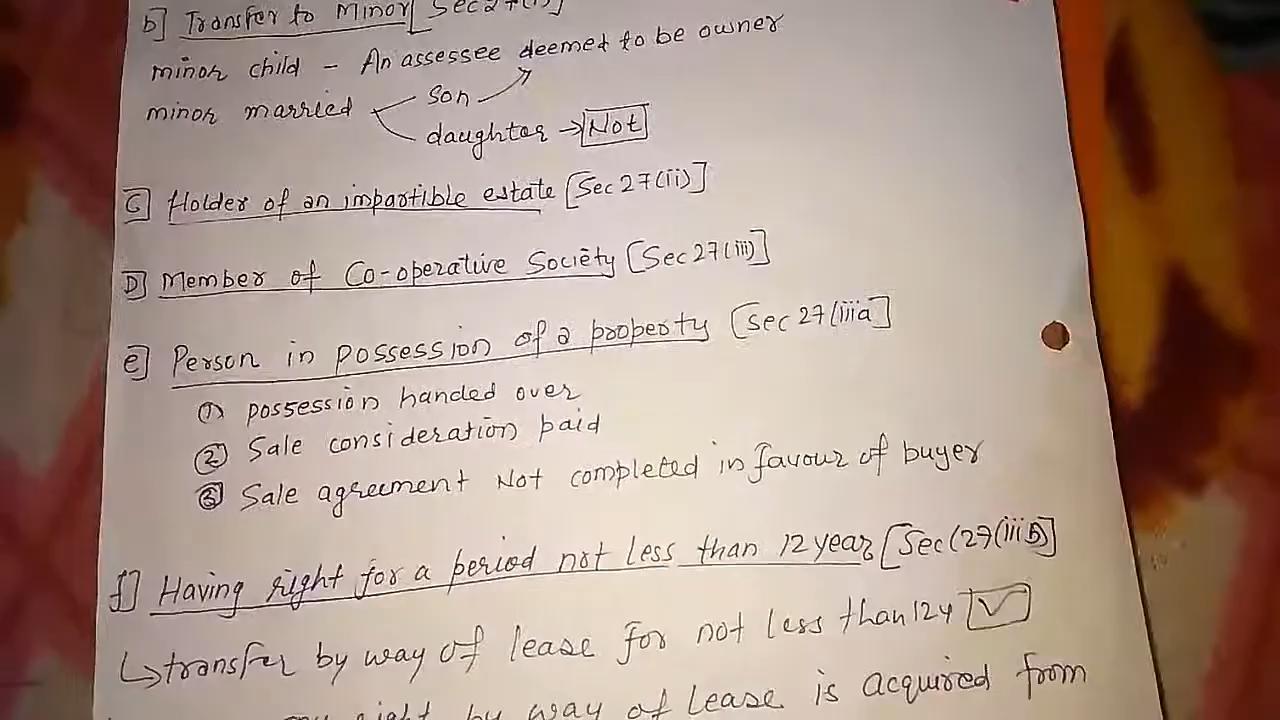 b] Transfer to Minor [Sec 27(i)]
minor child - An assessee deemed to be owner
minor married son
daughter → Not
C] Holder of an impartible estate [Sec 27(ii)]
D] Member of Co-operative Society [Sec 27(iii)]
e] Person in possession of a property [Sec 27(iiia]
① possession handed over
② Sale consideration paid
③ Sale agreement Not completed in favour of buyer
f] Having right for a period not less than 12 year [Sec(27(iiib)]
↳ transfer by way of lease for not less than 12y ✓
right by way of Lease is acquired from